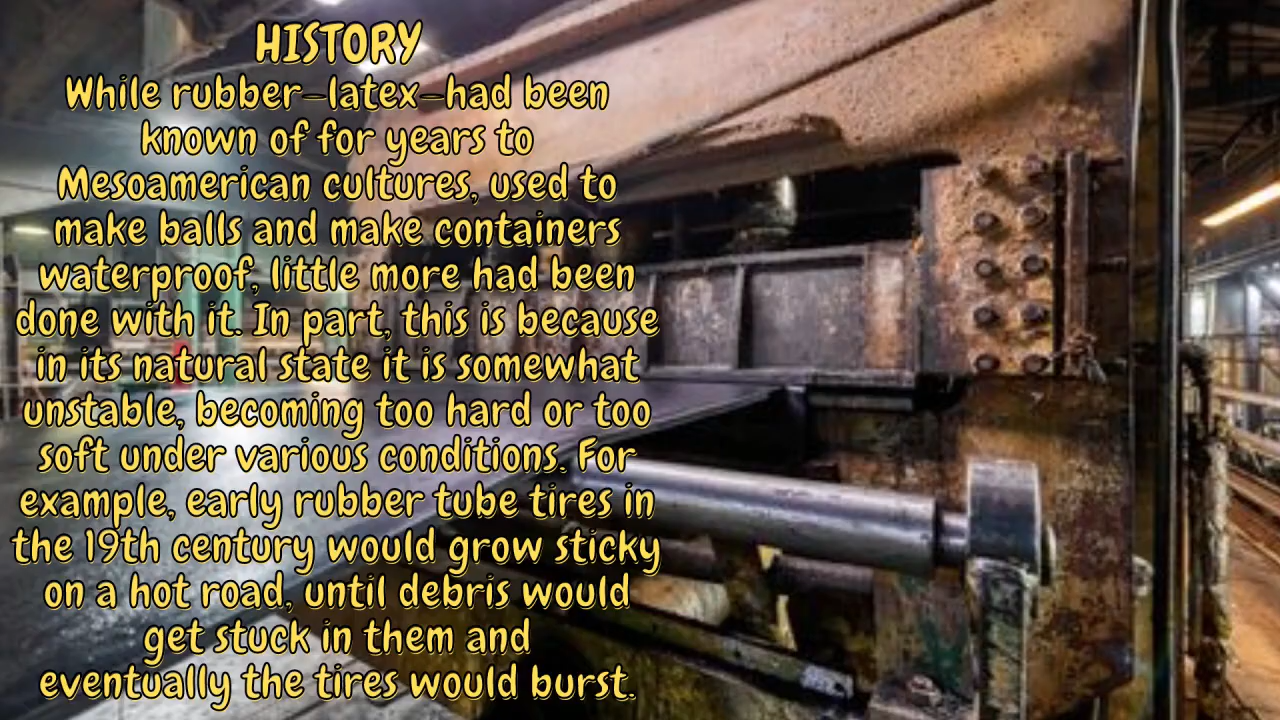 HISTORY
While rubber—latex—had been
known of for years to
Mesoamerican cultures, used to
make balls and make containers
waterproof, little more had been
done with it. In part, this is because
in its natural state it is somewhat
unstable, becoming too hard or too
soft under various conditions. For
example, early rubber tube tires in
the 19th century would grow sticky
on a hot road, until debris would
get stuck in them and
eventually the tires would burst.